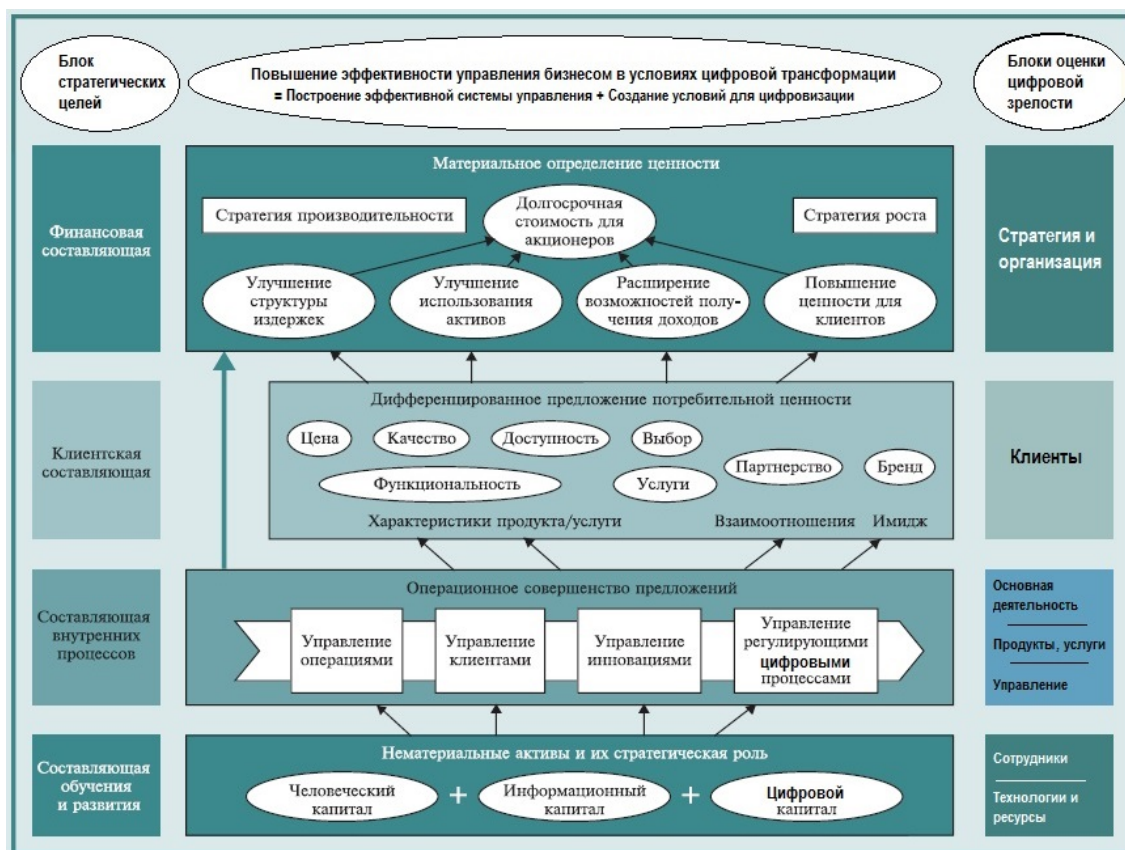 Блок
стратегических
целей
Повышение эффективности управления бизнесом в условиях цифровой трансформации
= Построение эффективной системы управления + Создание условий для цифровизации
Блоки оценки
цифровой
зрелости
Финансовая
составляющая
Материальное определение ценности
Стратегия производительности
Долгосрочная
стоимость для
акционеров
Стратегия роста
Улучшение
структуры
издержек
Улучшение
использования
активов
Расширение
возможностей полу-
чения доходов
Повышение
ценности для
клиентов
Стратегия и
организация
Клиентская
составляющая
Дифференцированное предложение потребительной ценности
Цена
Качество
Доступность
Выбор
Функциональность
Услуги
Партнерство
Бренд
Характеристики продукта/услуги
Взаимоотношения
Имидж
Клиенты
Составляющая
внутренних
процессов
Операционное совершенство предложений
Управление
операциями
Управление
клиентами
Управление
инновациями
Управление
регулирующими
цифровыми
процессами
Основная
деятельность
Продукты, услуги
Управление
Составляющая
обучения
и развития
Нематериальные активы и их стратегическая роль
Человеческий
капитал
+
Информационный
капитал
+
Цифровой
капитал
Сотрудники
Технологии и
ресурсы